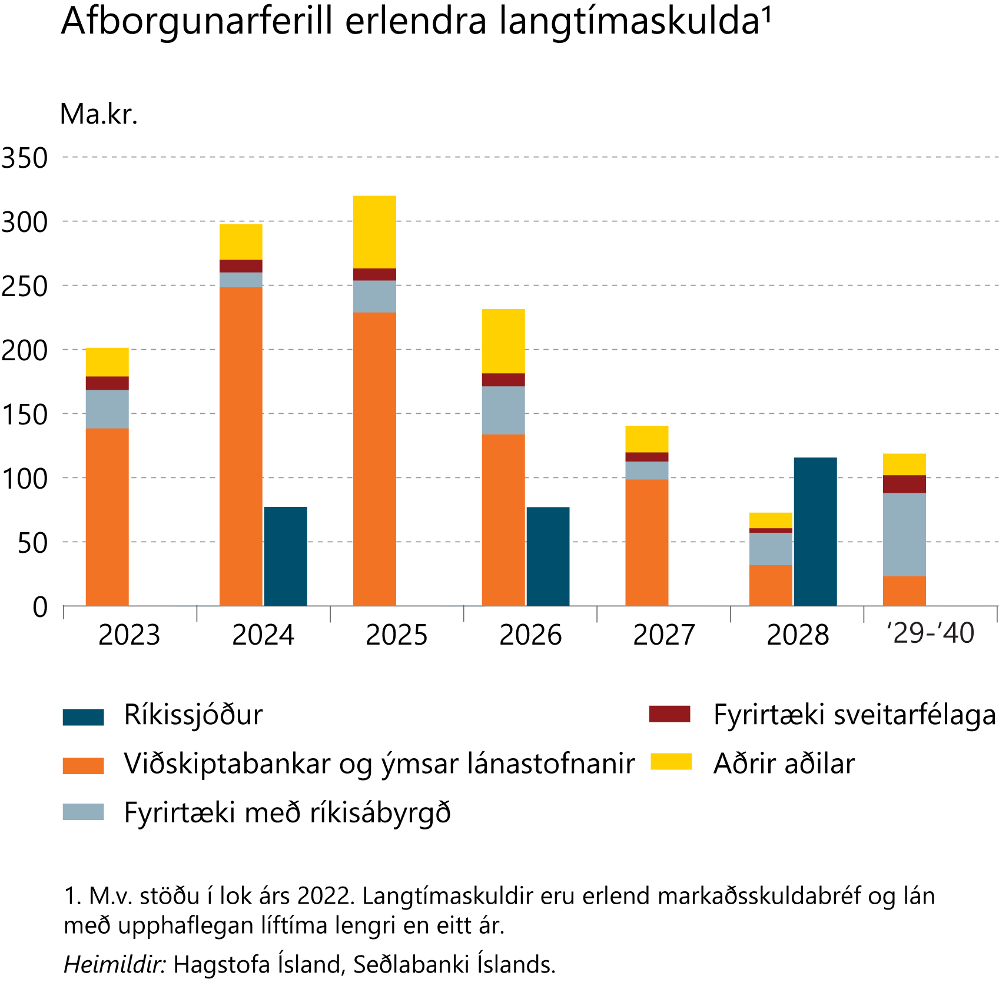 Afborgunarferill erlendra langtímaskulda¹
Ma.kr.
350
300
250
200
150
100
50
0
2023 2024 2025 2026 2027 2028 ‘29-’40
Ríkissjóður
Viðskiptabankar og ýmsar lánastofnanir
Fyrirtæki með ríkisábyrgð
Fyrirtæki sveitarfélaga
Aðrir aðilar
1. M.v. stöðu í lok árs 2022. Langtímaskuldir eru erlend markaðsskuldabréf og lán
með upphaflegan líftíma lengri en eitt ár.
Heimildir: Hagstofa Ísland, Seðlabanki Íslands.